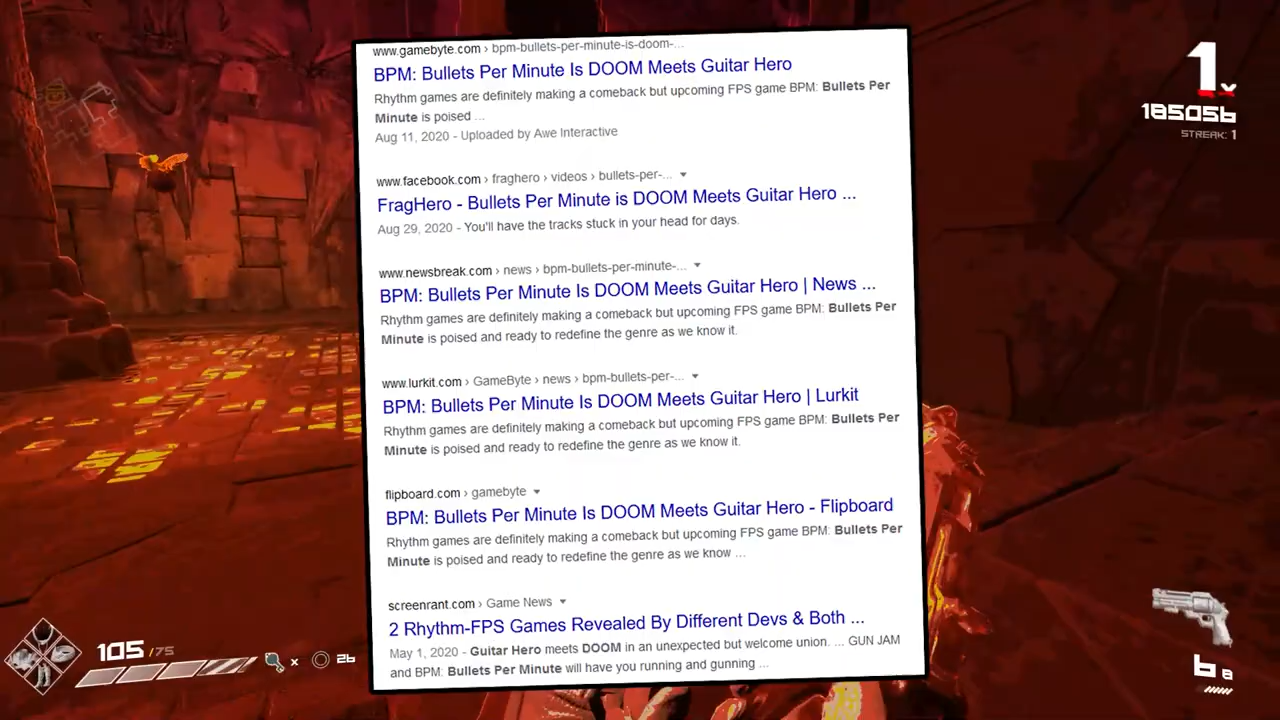 www.gamebyte.com › bpm-bullets-per-minute-is-doom-...
BPM: Bullets Per Minute Is DOOM Meets Guitar Hero
Rhythm games are definitely making a comeback but upcoming FPS game BPM: Bullets Per
Minute is poised ...
Aug 11, 2020 - Uploaded by Awe Interactive
www.facebook.com › fraghero › videos › bullets-per-...
FragHero - Bullets Per Minute is DOOM Meets Guitar Hero ...
Aug 29, 2020 - You'll have the tracks stuck in your head for days.
www.newsbreak.com › news › bpm-bullets-per-minute-...
BPM: Bullets Per Minute Is DOOM Meets Guitar Hero | News ...
Rhythm games are definitely making a comeback but upcoming FPS game BPM: Bullets Per
Minute is poised and ready to redefine the genre as we know it.
www.lurkit.com › GameByte › news › bpm-bullets-per-...
BPM: Bullets Per Minute Is DOOM Meets Guitar Hero | Lurkit
Rhythm games are definitely making a comeback but upcoming FPS game BPM: Bullets Per
Minute is poised and ready to redefine the genre as we know it.
flipboard.com › gamebyte
BPM: Bullets Per Minute Is DOOM Meets Guitar Hero - Flipboard
Rhythm games are definitely making a comeback but upcoming FPS game BPM: Bullets Per
Minute is poised and ready to redefine the genre as we know ...
screenrant.com › Game News
2 Rhythm-FPS Games Revealed By Different Devs & Both ...
May 1, 2020 - Guitar Hero meets DOOM in an unexpected but welcome union. ... GUN JAM
and BPM: Bullets Per Minute will have you running and gunning ...
1x
185056
STREAK: 1
105/75
x
26
6 8